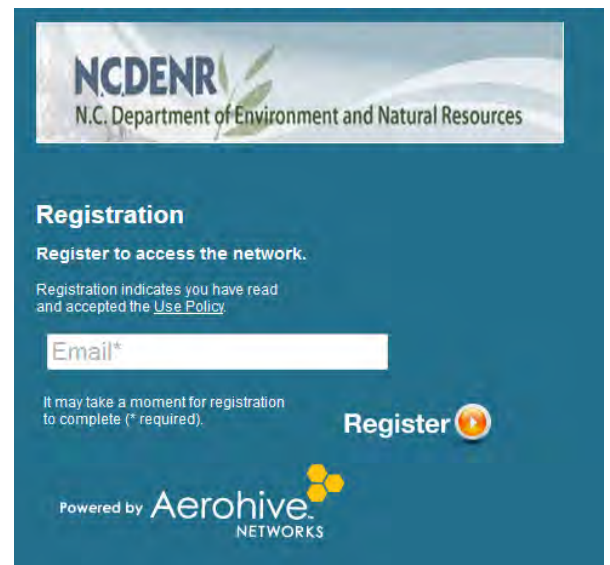 NCDENR
N.C. Department of Environment and Natural Resources
Registration
Register to access the network.
Registration indicates you have read
and accepted the Use Policy.
Email*
It may take a moment for registration
to complete (* required).
Register
Powered by Aerohive
NETWORKS